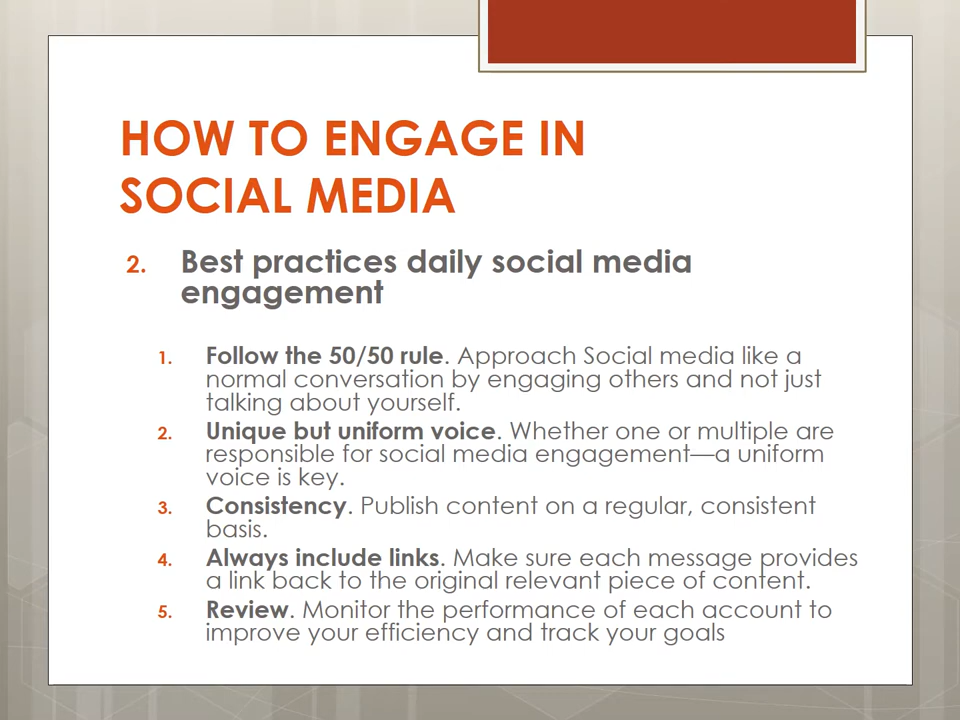 HOW TO ENGAGE IN
SOCIAL MEDIA
2. Best practices daily social media
engagement
1. Follow the 50/50 rule. Approach Social media like a
normal conversation by engaging others and not just
talking about yourself.
2. Unique but uniform voice. Whether one or multiple are
responsible for social media engagement—a uniform
voice is key.
3. Consistency. Publish content on a regular, consistent
basis.
4. Always include links. Make sure each message provides
a link back to the original relevant piece of content.
5. Review. Monitor the performance of each account to
improve your efficiency and track your goals